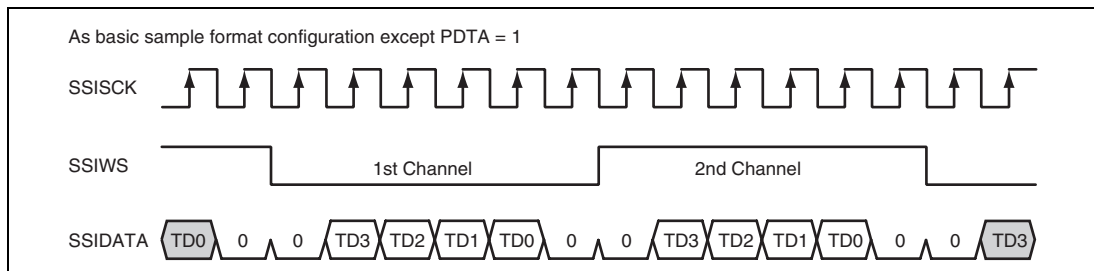 As basic sample format configuration except PDTA = 1
SSISCK
SSIWS 1st Channel 2nd Channel
SSIDATA TD0 0 0 TD3 TD2 TD1 TD0 0 0 TD3 TD2 TD1 TD0 0 0 TD3